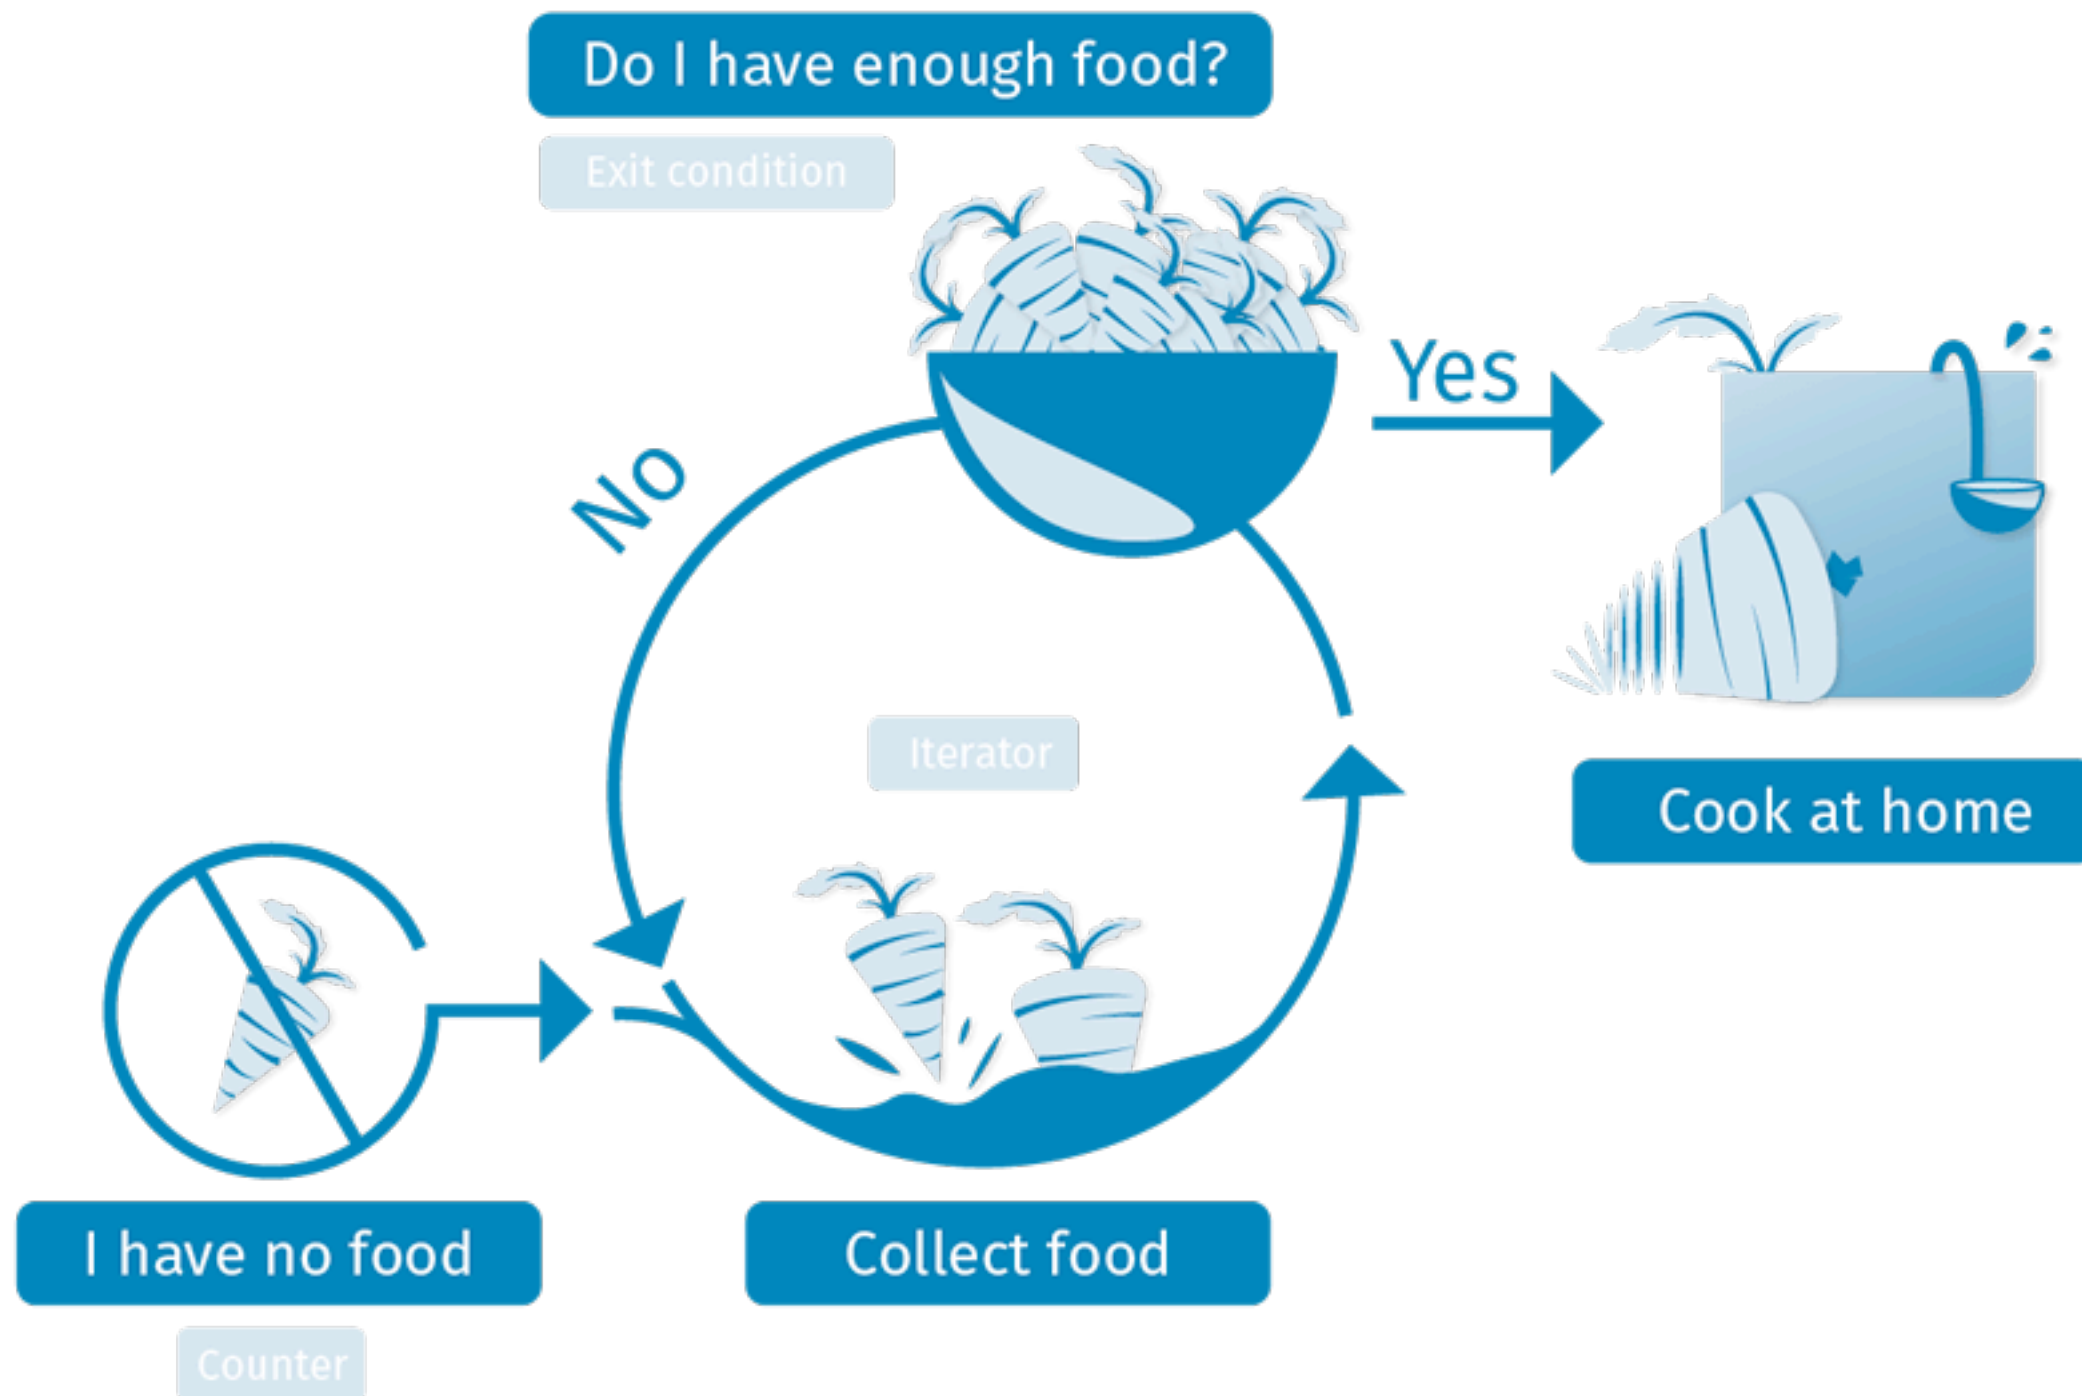 Do I have enough food?
Exit condition
Yes
No
Iterator
Cook at home
I have no food
Collect food
Counter